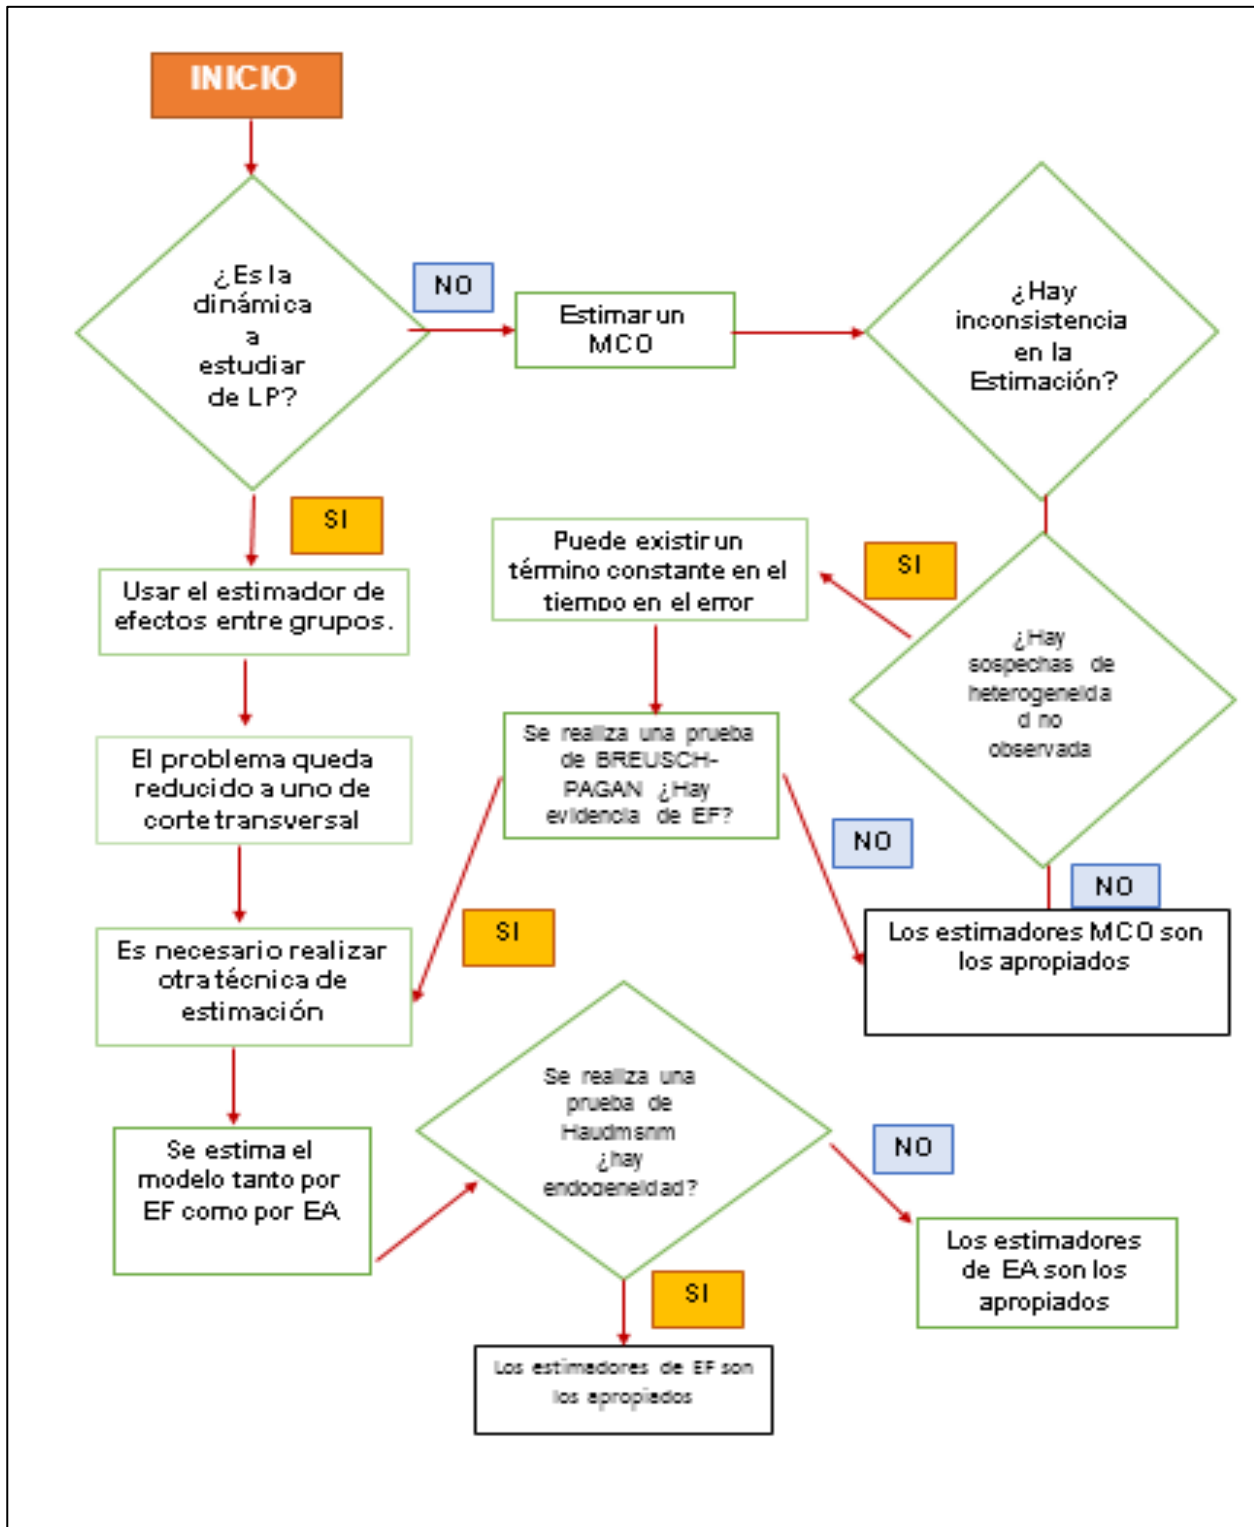 INICIO
¿Es la
dinámica
a
estudiar
de LP?
NO
Estimar un
MCO
¿Hay
inconsistencia
en la
Estimación?
SI
Usar el estimador de
efectos entre grupos.
El problema queda
reducido a uno de
corte transversal
Es necesario realizar
otra técnica de
estimación
Se estima el
modelo tanto por
EF como por EA
Puede existir un
término constante en el
tiempo en el error
SI
¿Hay
sospechas de
heterogeneida
d no
observada
Se realiza una prueba
de BREUSCH-
PAGAN ¿Hay
evidencia de EF?
NO
NO
SI
Los estimadores MCO son
los apropiados
Se realiza una
prueba de
Haudmsnm
¿hay
endogeneidad?
NO
Los estimadores
de EA son los
apropiados
SI
Los estimadores de EF son
los apropiados